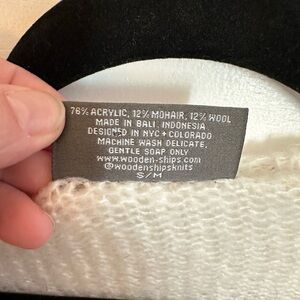 76% ACRYLIC, 12% MOHAIR, 12% WOOL
MADE IN BALI, INDONESIA
DESIGNED IN NYC + COLORADO
MACHINE WASH DELICATE,
GENTLE SOAP ONLY
www.wooden-ships.com
@woodenshipsknits
S/M